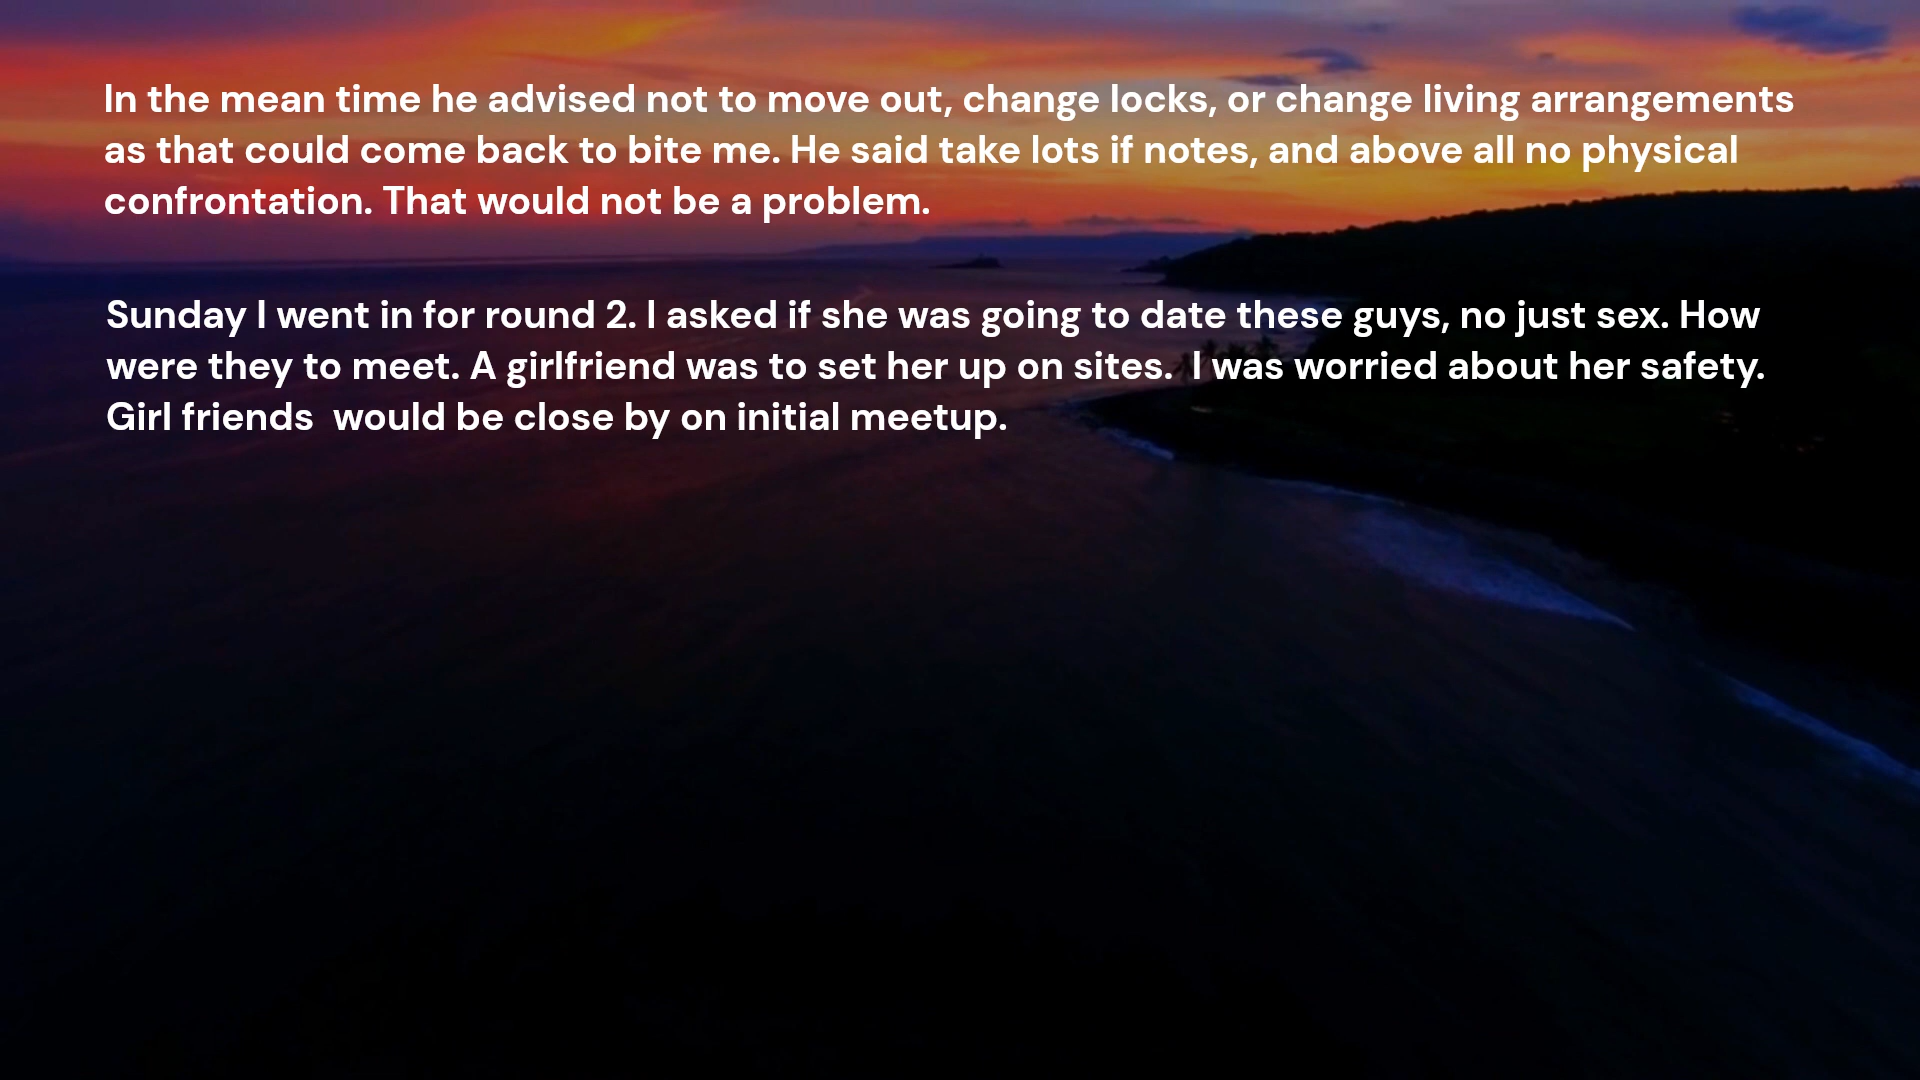 In the mean time he advised not to move out, change locks, or change living arrangements
as that could come back to bite me. He said take lots if notes, and above all no physical
confrontation. That would not be a problem.
Sunday I went in for round 2. I asked if she was going to date these guys, no just sex. How
were they to meet. A girlfriend was to set her up on sites.  I was worried about her safety.
Girl friends  would be close by on initial meetup.